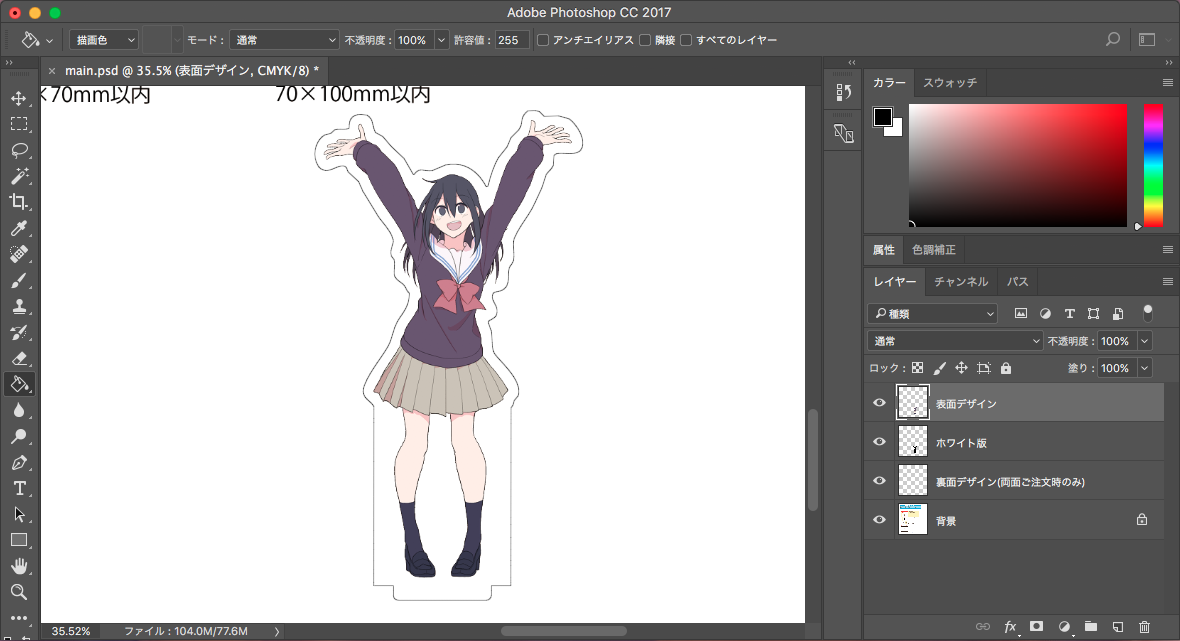 Adobe Photoshop CC 2017
描画色
モード： 通常
不透明度： 100%
許容値： 255
アンチエイリアス
隣接
すべてのレイヤー
× main.psd @ 35.5% (表面デザイン, CMYK/8) *
×70mm以内
70×100mm以内
カラー スウォッチ
属性 色調補正
レイヤー チャンネル パス
種類
通常 不透明度： 100%
ロック： 塗り： 100%
表面デザイン
ホワイト版
裏面デザイン(両面ご注文時のみ)
背景
fx
35.52% ファイル：104.0M/77.6M